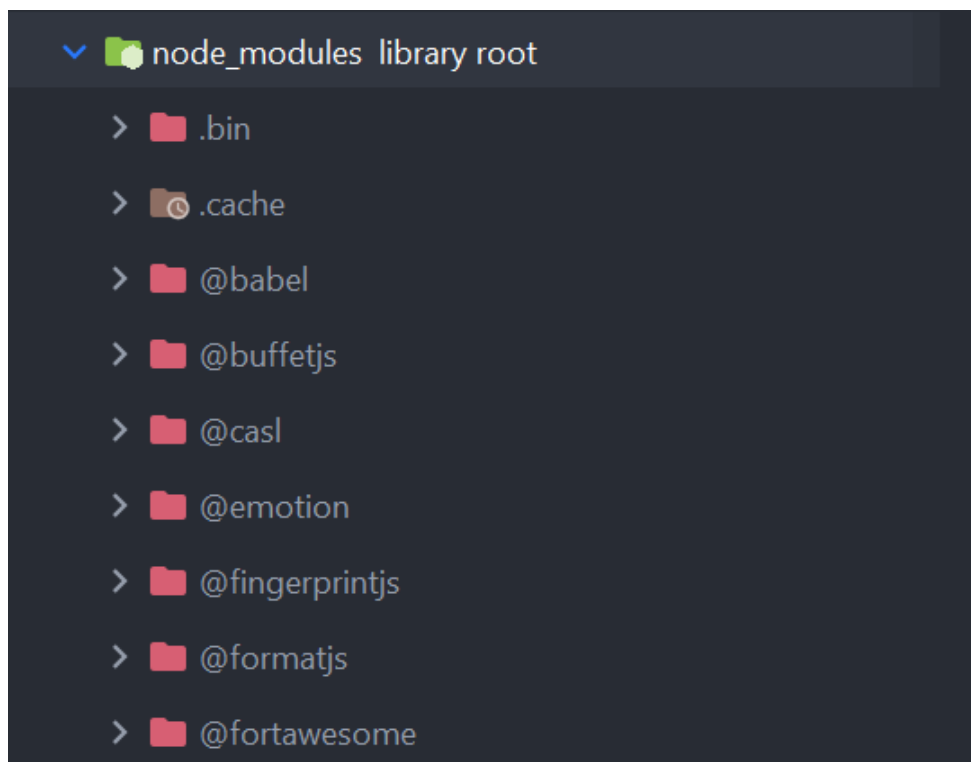 node_modules library root
.bin
.cache
@babel
@buffetjs
@casl
@emotion
@fingerprintjs
@formatjs
@fortawesome